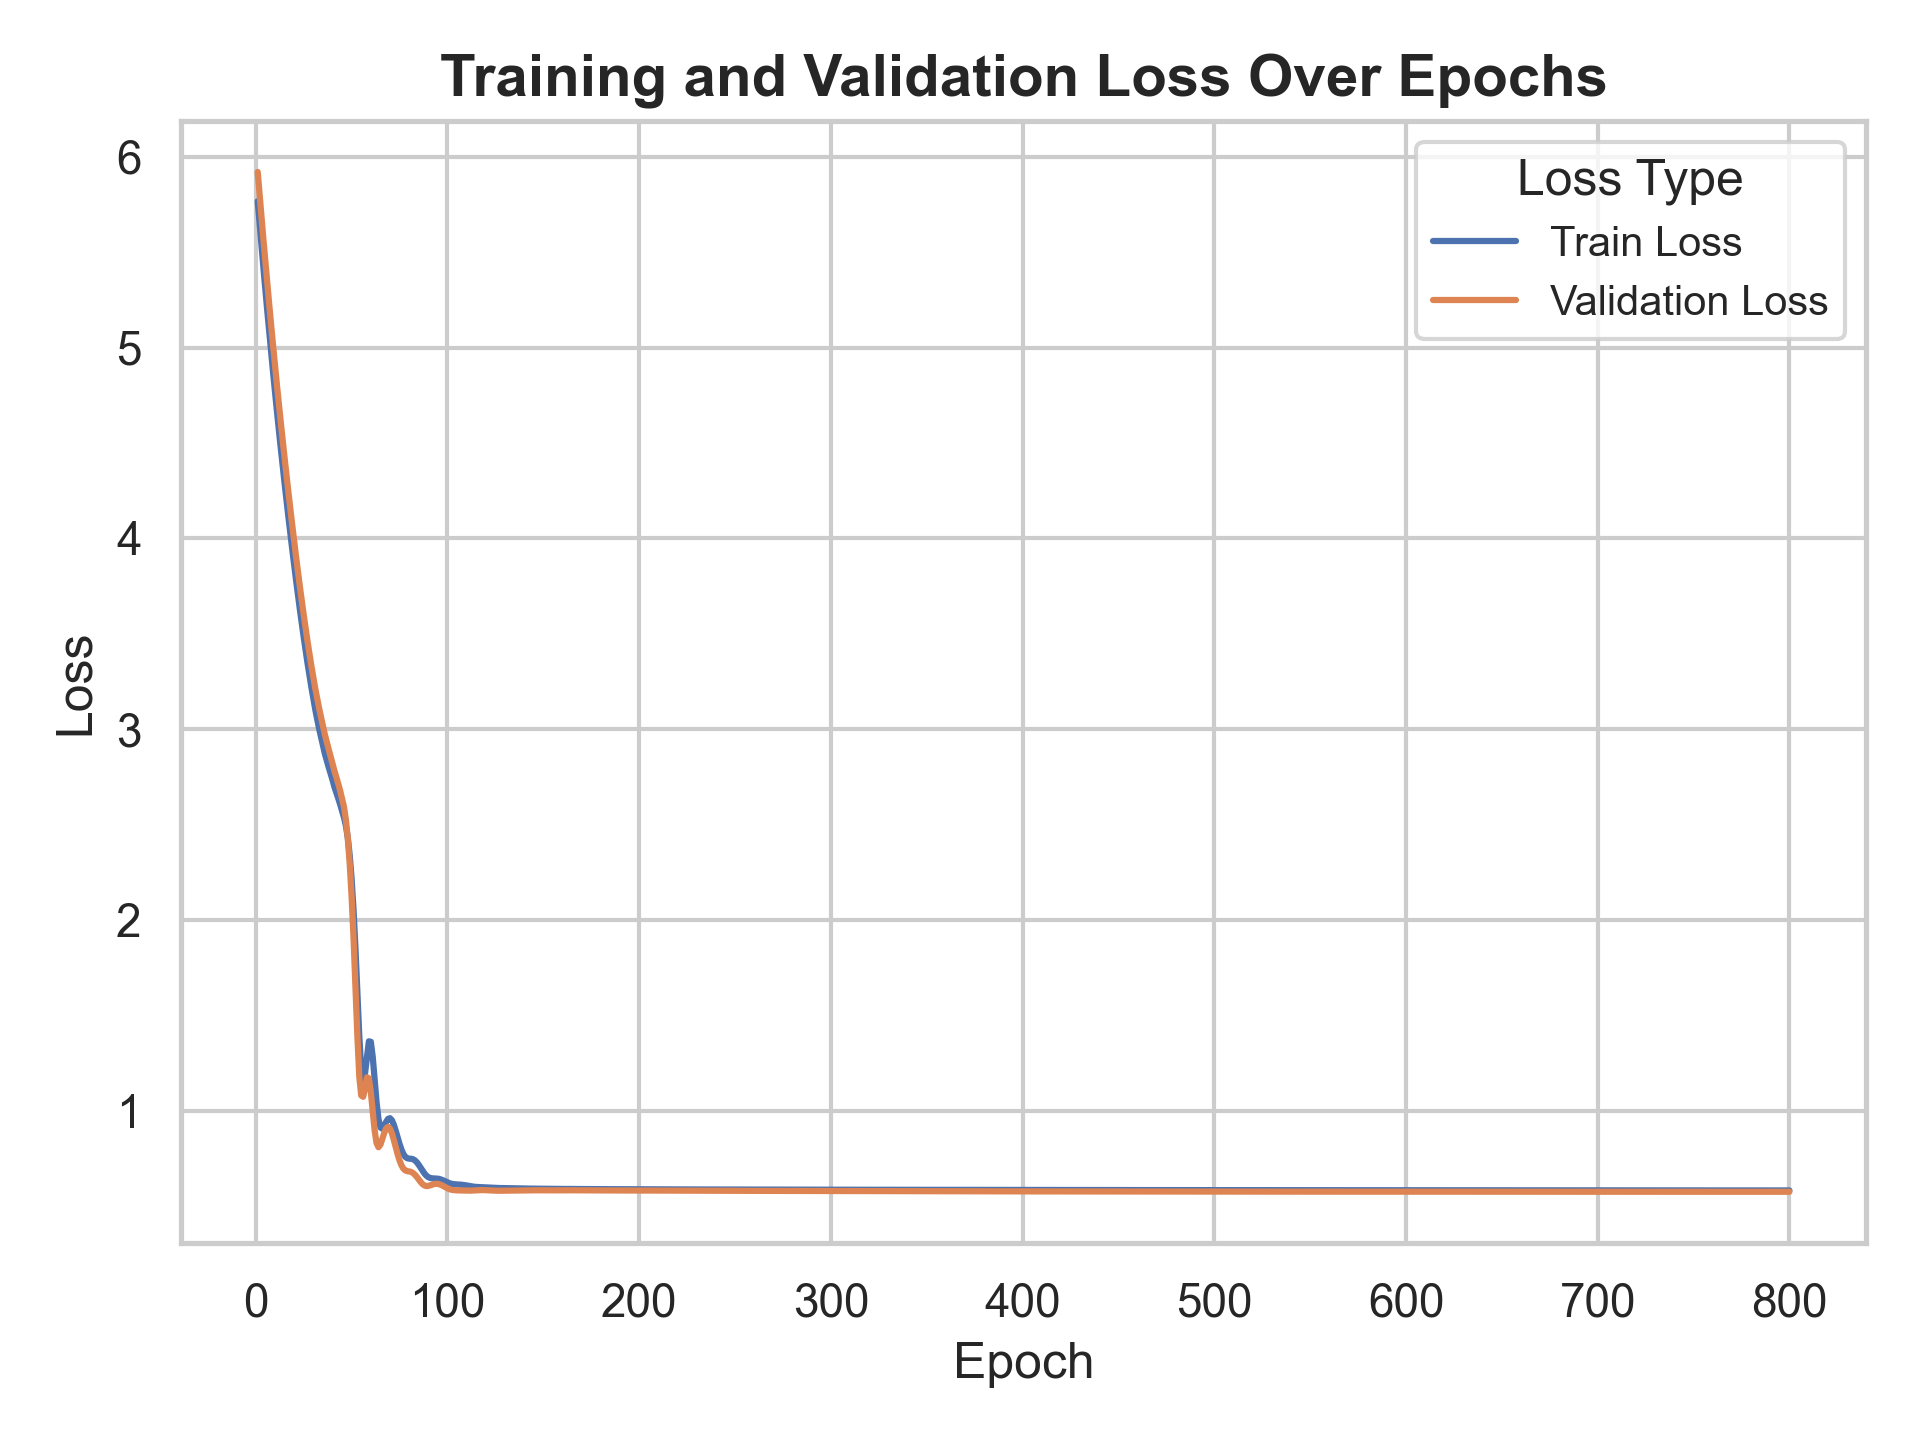 Training and Validation Loss Over Epochs
Loss Type
Train Loss
Validation Loss
6
5
4
3
2
1
Loss
0 100 200 300 400 500 600 700 800
Epoch